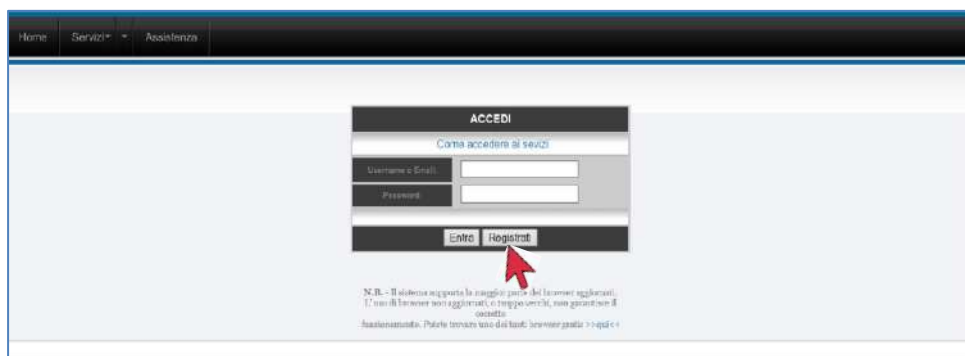 Home Servizi Assistenza
ACCEDI
Come accedere ai sevizi
Username o Email:
Password:
Entra Registrati
N.B. - Il sistema supporta la maggior parte dei browser aggiornati.
L'uso di browser non aggiornati, o troppo vecchi, non garantisce il
corretto
funzionamento. Potete trovare uno dei tanti browser gratis >>qui<<